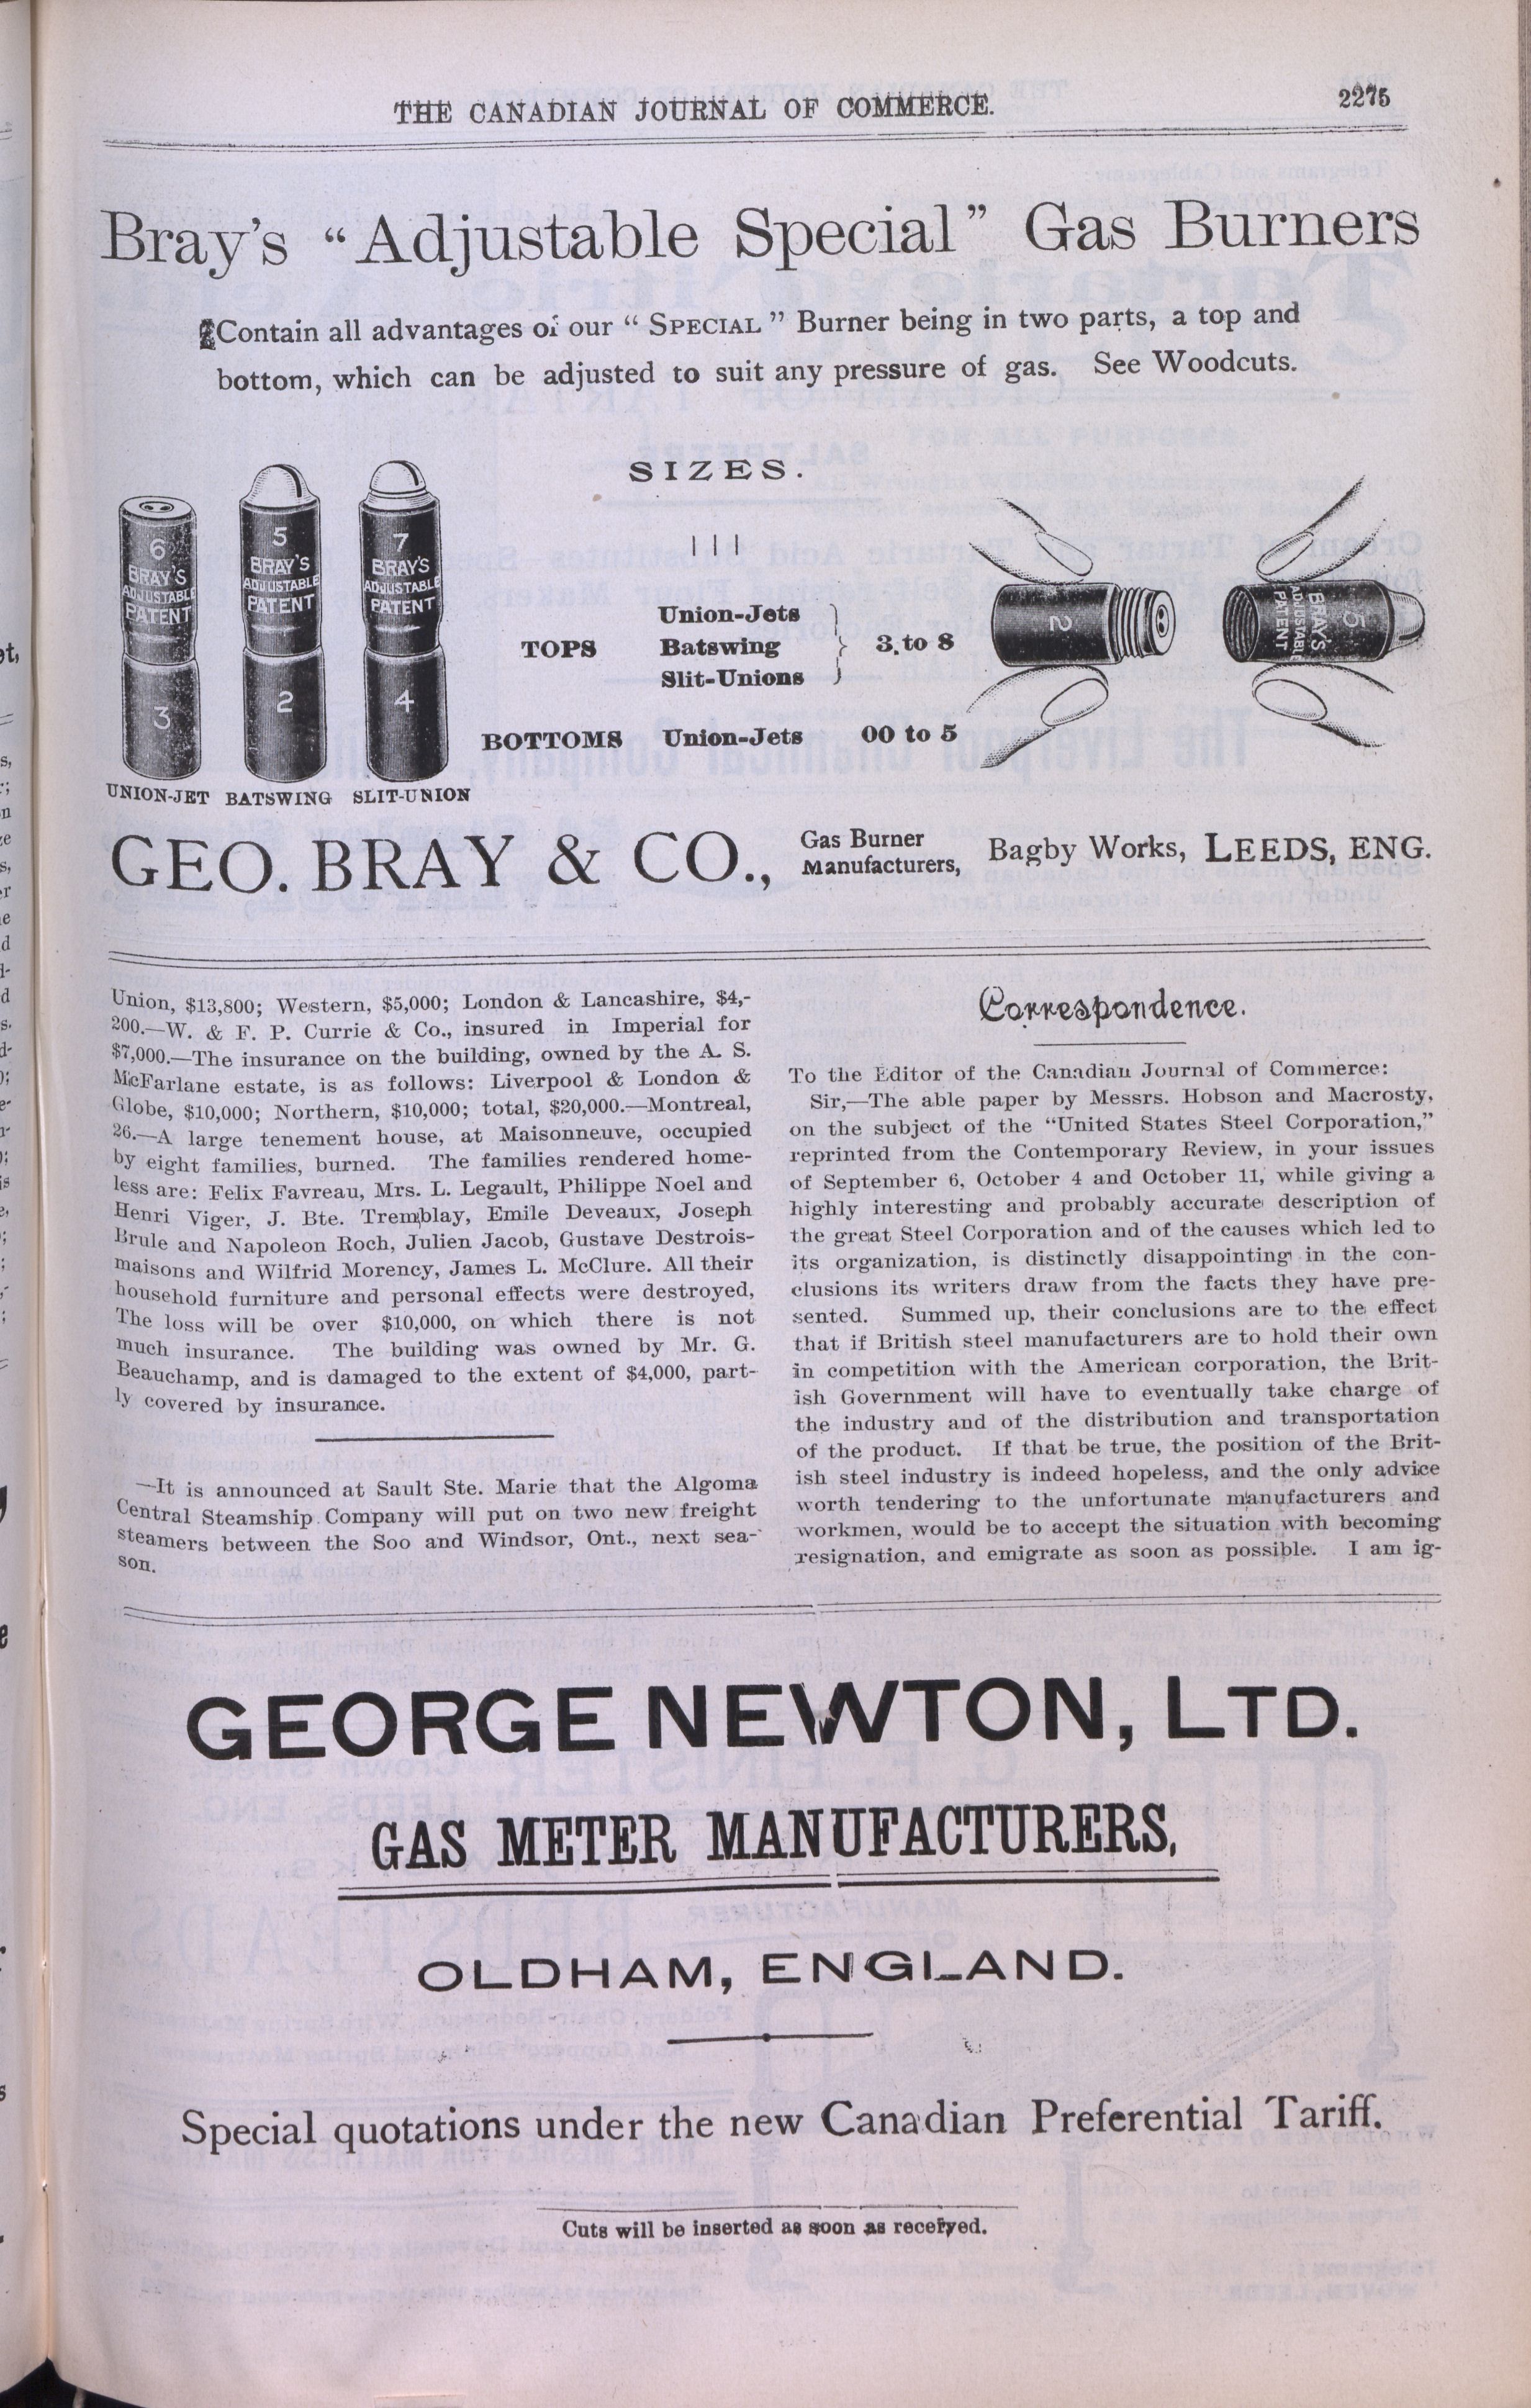 THE CANADIAN JOURNAL OF COMMERCE.
2275
Bray's "Adjustable Special" Gas Burners
Contain all advantages of our "SPECIAL" Burner being in two parts, a top and
bottom, which can be adjusted to suit any pressure of gas. See Woodcuts.
6
BRAY'S
ADJUSTABLE
PATENT
3
5
BRAY'S
ADJUSTABLE
PATENT
2
7
BRAY'S
ADJUSTABLE
PATENT
4
UNION-JET BATSWING SLIT-UNION
SIZES.
TOPS
Union-Jets
Batswing
Slit-Unions
3 to 8
BOTTOMS Union-Jets 00 to 5
2
5
BRAY'S
ADJUSTABLE
PATENT
GEO. BRAY & CO.,
Gas Burner
Manufacturers,
Bagby Works, LEEDS, ENG.
Union, $13,800; Western, $5,000; London & Lancashire, $4,-
200.—W. & F. P. Currie & Co., insured in Imperial for
$7,000.—The insurance on the building, owned by the A. S.
McFarlane estate, is as follows: Liverpool & London &
Globe, $10,000; Northern, $10,000; total, $20,000.—Montreal,
26.—A large tenement house, at Maisonneuve, occupied
by eight families, burned. The families rendered home-
less are: Felix Favreau, Mrs. L. Legault, Philippe Noel and
Henri Viger, J. Bte. Tremblay, Emile Deveaux, Joseph
Brule and Napoleon Roch, Julien Jacob, Gustave Destrois-
maisons and Wilfrid Morency, James L. McClure. All their
household furniture and personal effects were destroyed,
The loss will be over $10,000, on which there is not
much insurance. The building was owned by Mr. G.
Beauchamp, and is damaged to the extent of $4,000, part-
ly covered by insurance.
—It is announced at Sault Ste. Marie that the Algoma
Central Steamship Company will put on two new freight
steamers between the Soo and Windsor, Ont., next sea-
son.
Correspondence.
To the Editor of the Canadian Journal of Commerce:
Sir,—The able paper by Messrs. Hobson and Macrosty,
on the subject of the "United States Steel Corporation,"
reprinted from the Contemporary Review, in your issues
of September 6, October 4 and October 11, while giving a
highly interesting and probably accurate description of
the great Steel Corporation and of the causes which led to
its organization, is distinctly disappointing in the con-
clusions its writers draw from the facts they have pre-
sented. Summed up, their conclusions are to the effect
that if British steel manufacturers are to hold their own
in competition with the American corporation, the Brit-
ish Government will have to eventually take charge of
the industry and of the distribution and transportation
of the product. If that be true, the position of the Brit-
ish steel industry is indeed hopeless, and the only advice
worth tendering to the unfortunate manufacturers and
workmen, would be to accept the situation with becoming
resignation, and emigrate as soon as possible. I am ig-
GEORGE NEWTON, LTD.
GAS METER MANUFACTURERS,
OLDHAM, ENGLAND.
Special quotations under the new Canadian Preferential Tariff.
Cuts will be inserted as soon as received.